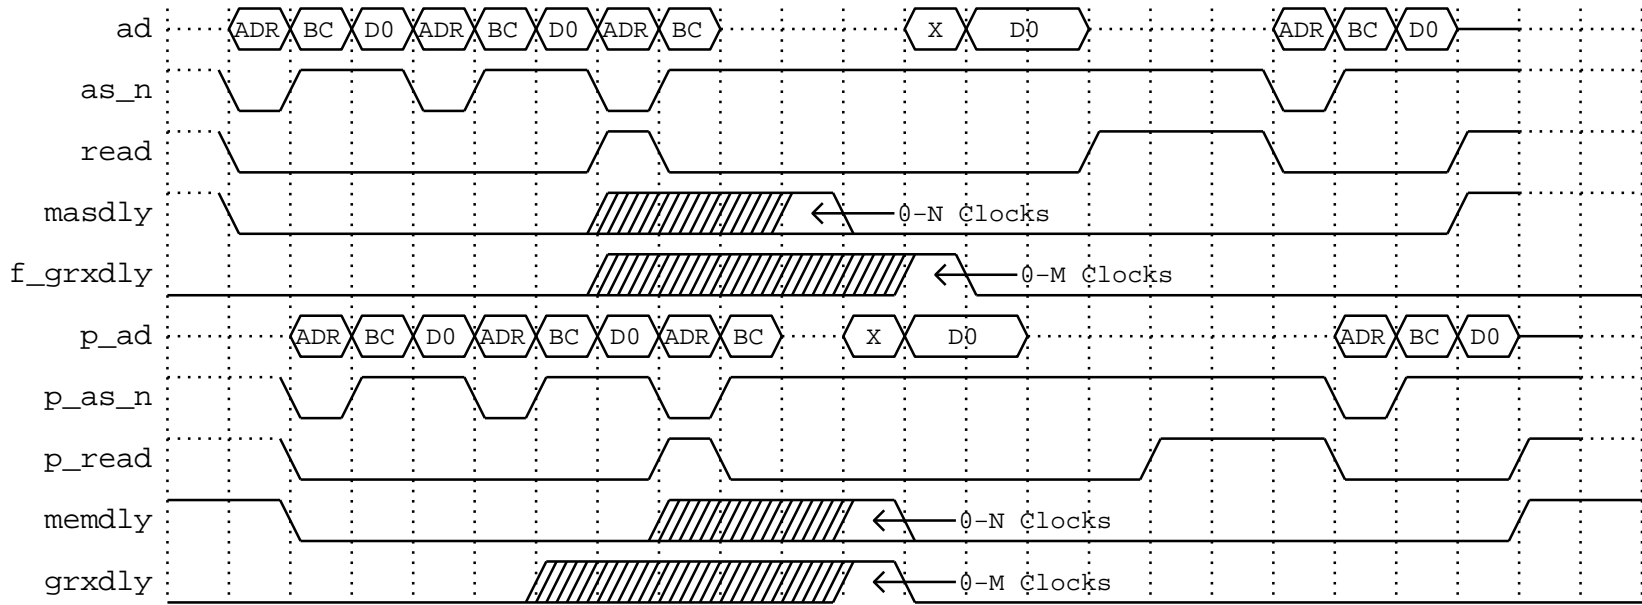 ad ADR BC D0 ADR BC D0 ADR BC X D0 ADR BC D0
as_n
read
masdly 0-N Clocks
f_grxdly 0-M Clocks
p_ad ADR BC D0 ADR BC D0 ADR BC X D0 ADR BC D0
p_as_n
p_read
memdly 0-N Clocks
grxdly 0-M Clocks